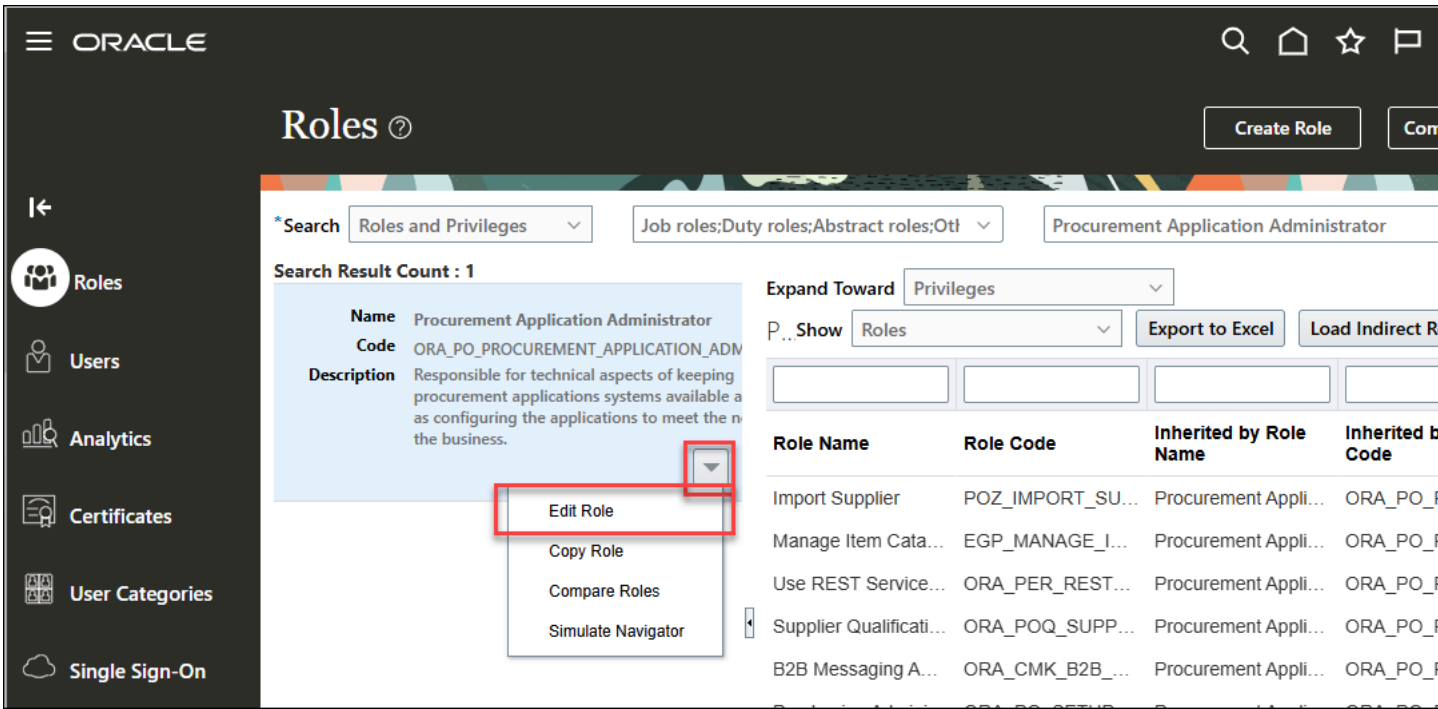 ORACLE
Roles ?
Create Role
Com
*Search Roles and Privileges Job roles;Duty roles;Abstract roles;Otl Procurement Application Administrator
Search Result Count : 1
Name Procurement Application Administrator
Code ORA_PO_PROCUREMENT_APPLICATION_ADM
Description Responsible for technical aspects of keeping
procurement applications systems available a
as configuring the applications to meet the n
the business.
Edit Role
Copy Role
Compare Roles
Simulate Navigator
Roles
Users
Analytics
Certificates
User Categories
Single Sign-On
Expand Toward Privileges
P... Show Roles Export to Excel Load Indirect R
Role Name Role Code Inherited by Role Name Inherited b Code
Import Supplier POZ_IMPORT_SU... Procurement Appli... ORA_PO_
Manage Item Cata... EGP_MANAGE_I... Procurement Appli... ORA_PO_
Use REST Service... ORA_PER_REST... Procurement Appli... ORA_PO_
Supplier Qualificati... ORA_POQ_SUPP... Procurement Appli... ORA_PO_
B2B Messaging A... ORA_CMK_B2B_... Procurement Appli... ORA_PO_